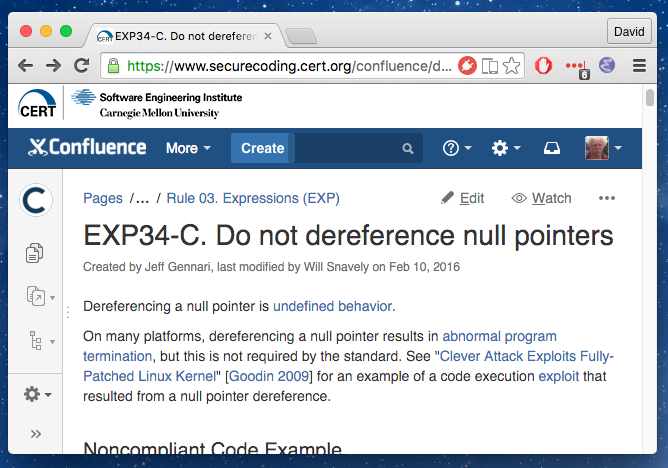 EXP34-C. Do not dereferen
David
https://www.securecoding.cert.org/confluence/d...
6
CERT
Software Engineering Institute
Carnegie Mellon University
Confluence More Create
Pages /... / Rule 03. Expressions (EXP) Edit Watch
EXP34-C. Do not dereference null pointers
Created by Jeff Gennari, last modified by Will Snavely on Feb 10, 2016
Dereferencing a null pointer is undefined behavior.
On many platforms, dereferencing a null pointer results in abnormal program
termination, but this is not required by the standard. See "Clever Attack Exploits Fully-
Patched Linux Kernel" [Goodin 2009] for an example of a code execution exploit that
resulted from a null pointer dereference.
Noncompliant Code Example